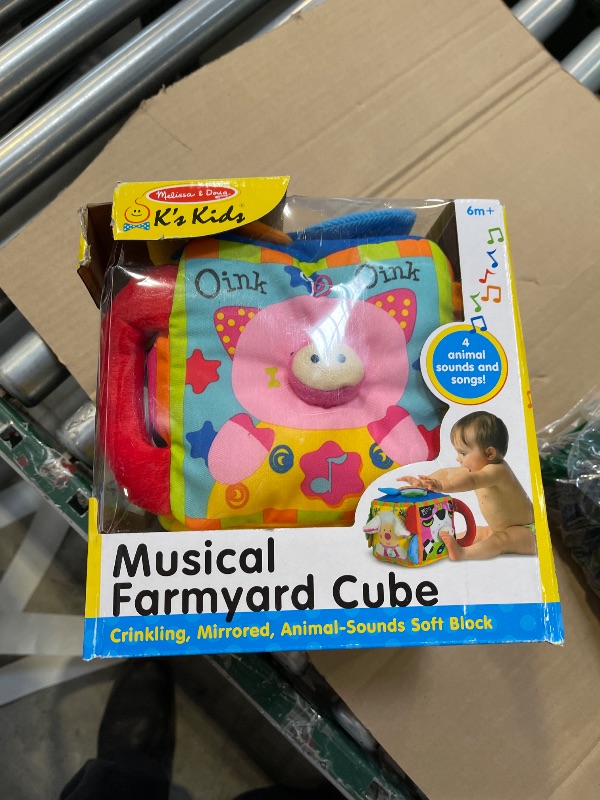 Melissa & Doug
K's Kids
6m+
Oink Oink
4
animal
sounds and
songs!
Musical
Farmyard Cube
Crinkling, Mirrored, Animal-Sounds Soft Block